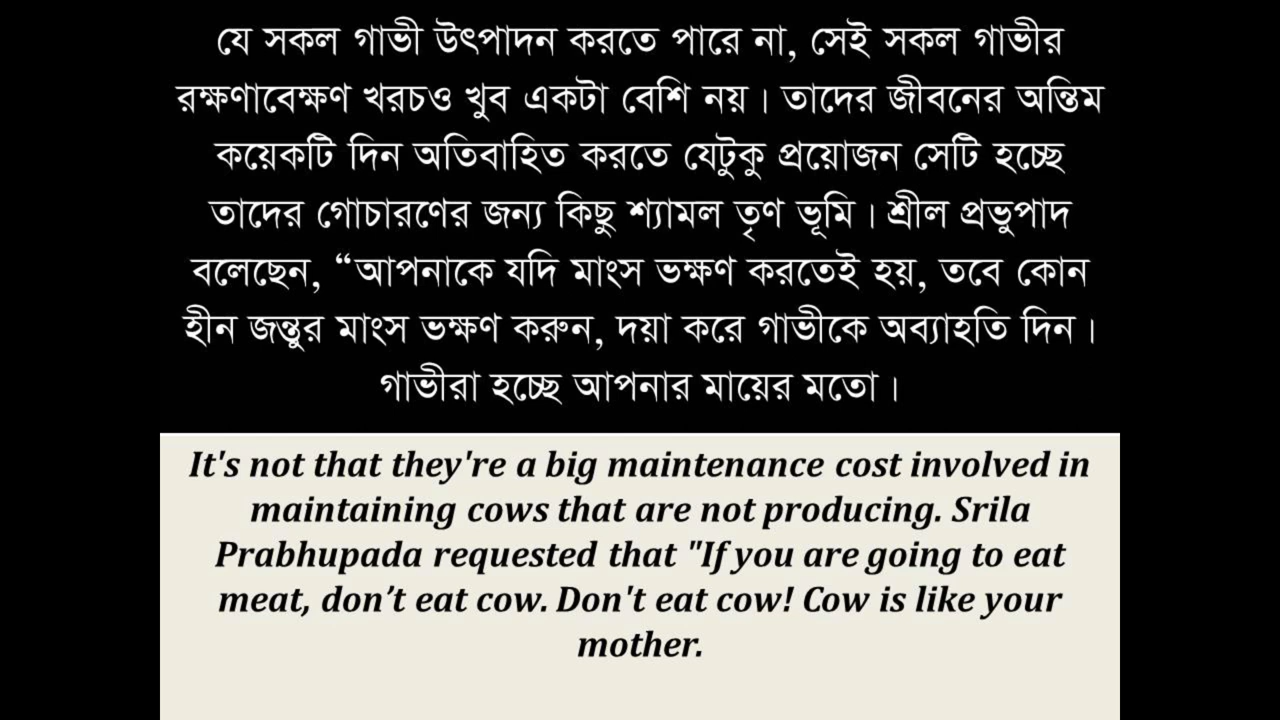 যে সকল গাভী উৎপাদন করতে পারে না, সেই সকল গাভীর
রক্ষণাবেক্ষণ খরচও খুব একটা বেশি নয়। তাদের জীবনের অন্তিম
কয়েকটি দিন অতিবাহিত করতে যেটুকু প্রয়োজন সেটি হচ্ছে
তাদের গোচারণের জন্য কিছু শ্যামল তৃণ ভূমি। শ্রীল প্রভুপাদ
বলেছেন, “আপনাকে যদি মাংস ভক্ষণ করতেই হয়, তবে কোন
হীন জন্তুর মাংস ভক্ষণ করুন, দয়া করে গাভীকে অব্যাহতি দিন।
গাভীরা হচ্ছে আপনার মায়ের মতো।
It's not that they're a big maintenance cost involved in
maintaining cows that are not producing. Srila
Prabhupada requested that "If you are going to eat
meat, don’t eat cow. Don't eat cow! Cow is like your
mother.